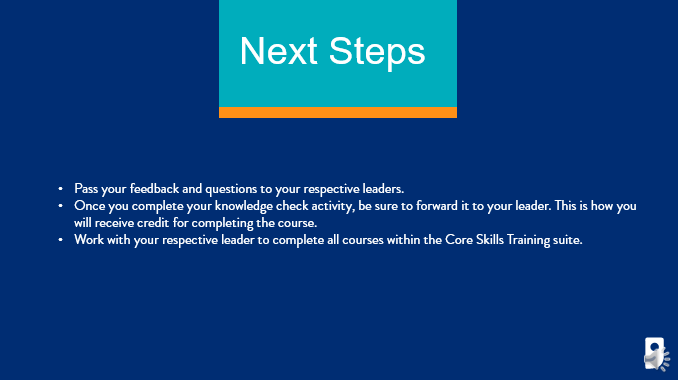 Next Steps
• Pass your feedback and questions to your respective leaders.
• Once you complete your knowledge check activity, be sure to forward it to your leader. This is how you
will receive credit for completing the course.
• Work with your respective leader to complete all courses within the Core Skills Training suite.